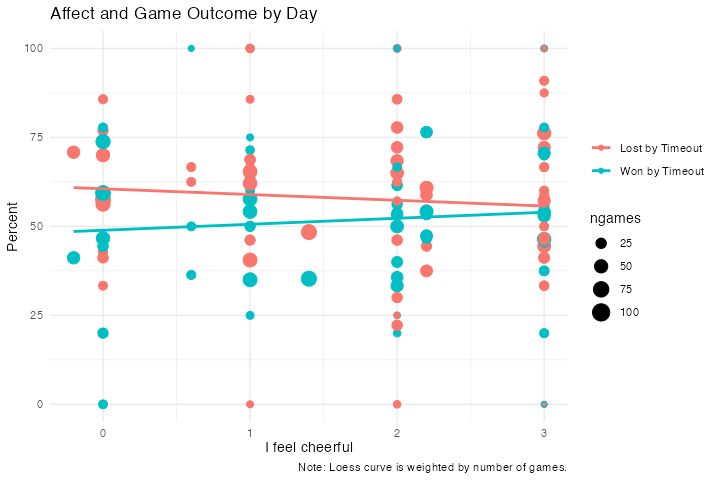 Affect and Game Outcome by Day
Percent
100
75
50
25
0
0 1 2 3
I feel cheerful
Note: Loess curve is weighted by number of games.
Lost by Timeout
Won by Timeout
ngames
25
50
75
100